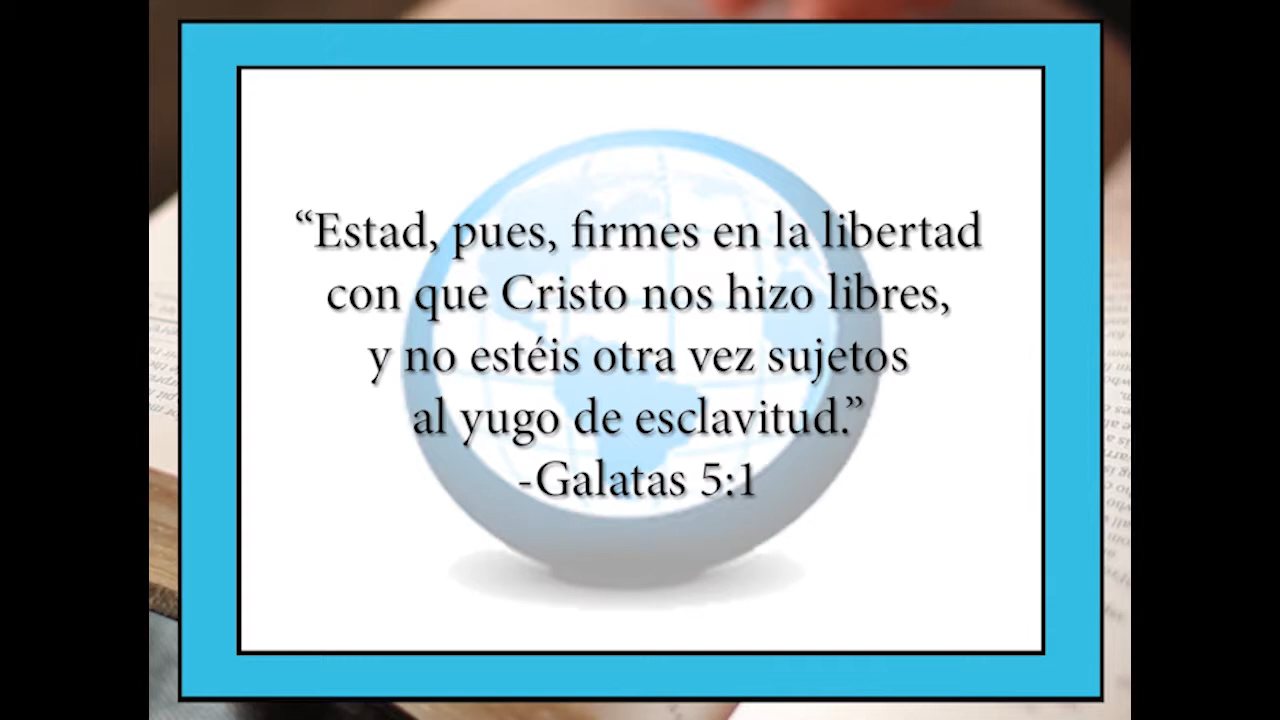 “Estad, pues, firmes en la libertad
con que Cristo nos hizo libres,
y no estéis otra vez sujetos
al yugo de esclavitud.”
-Galatas 5:1